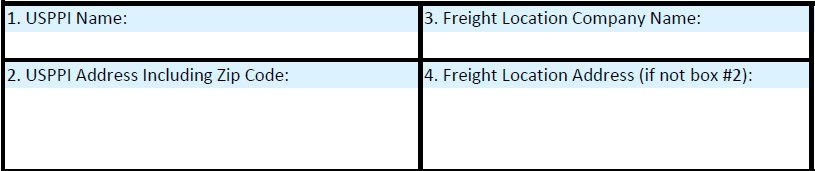 1. USPPI Name:
2. USPPI Address Including Zip Code:
3. Freight Location Company Name:
4. Freight Location Address (if not box #2):